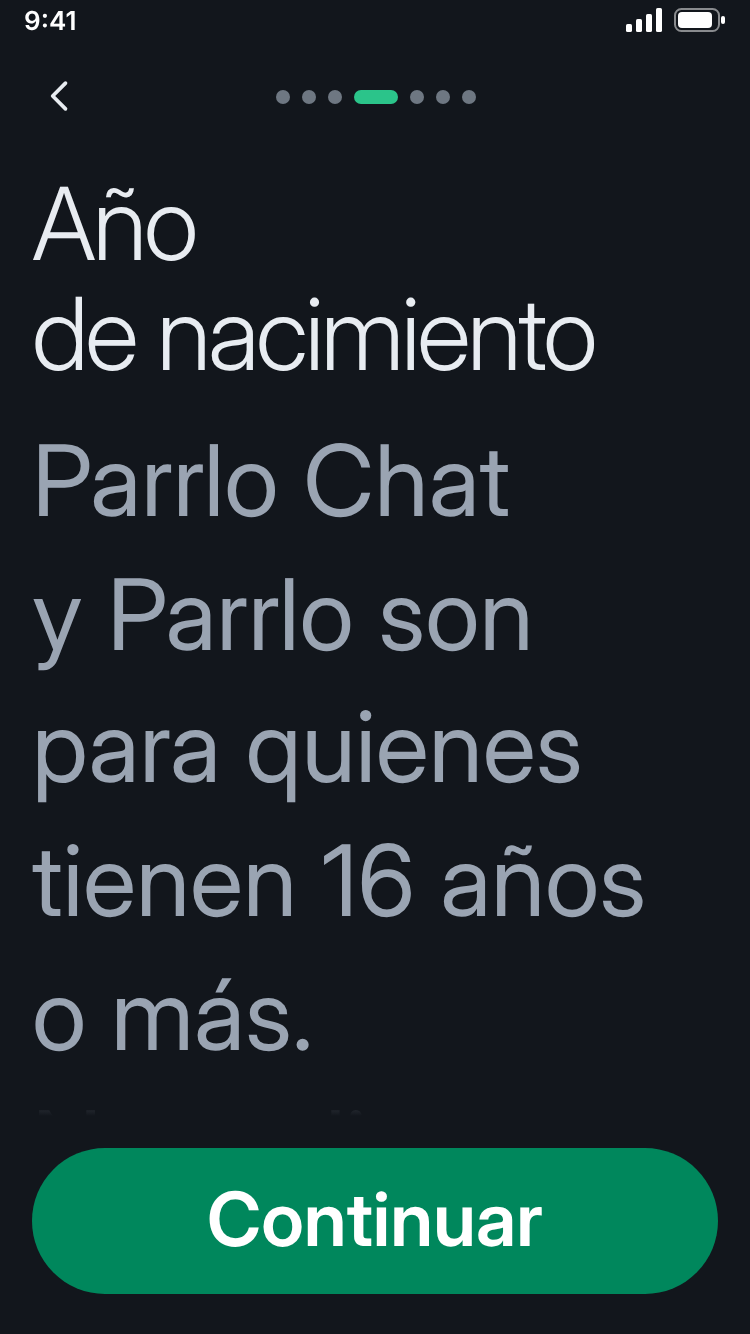 9:41
Año
de nacimiento
Parrlo Chat
y Parrlo son
para quienes
tienen 16 años
o más.
Continuar